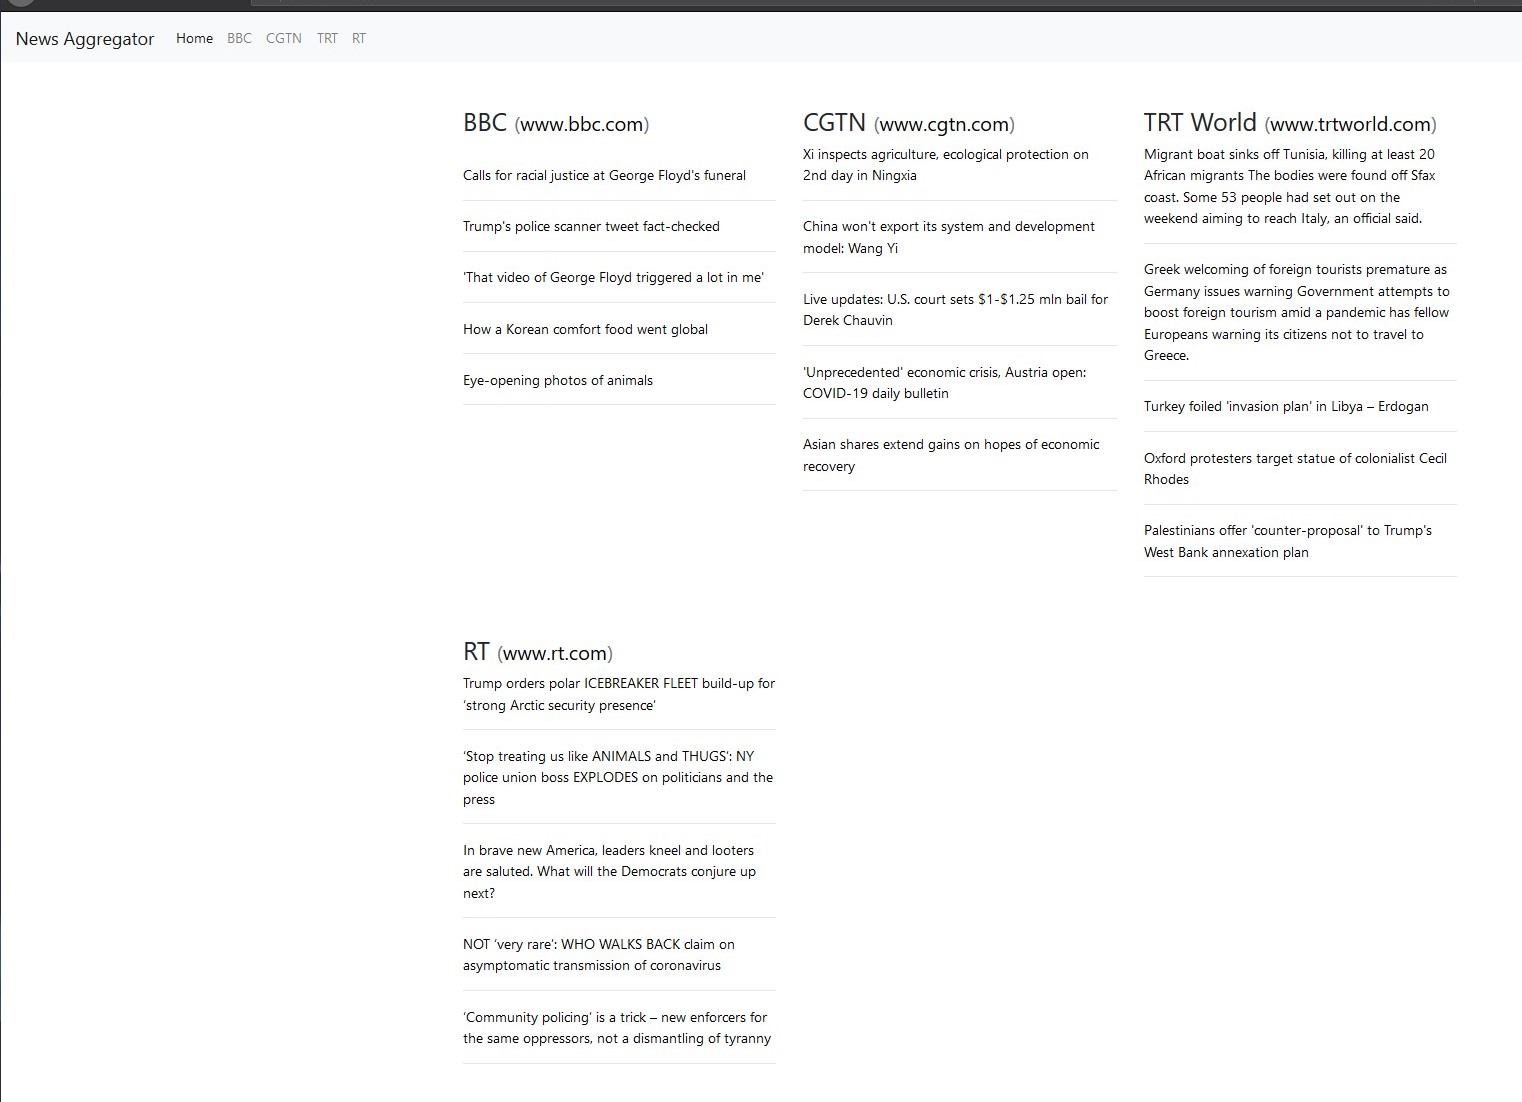 News Aggregator Home BBC CGTN TRT RT
BBC (www.bbc.com)
Calls for racial justice at George Floyd's funeral
Trump's police scanner tweet fact-checked
'That video of George Floyd triggered a lot in me'
How a Korean comfort food went global
Eye-opening photos of animals
CGTN (www.cgtn.com)
Xi inspects agriculture, ecological protection on
2nd day in Ningxia
China won't export its system and development
model: Wang Yi
Live updates: U.S. court sets $1-$1.25 mln bail for
Derek Chauvin
'Unprecedented' economic crisis, Austria open:
COVID-19 daily bulletin
Asian shares extend gains on hopes of economic
recovery
TRT World (www.trtworld.com)
Migrant boat sinks off Tunisia, killing at least 20
African migrants The bodies were found off Sfax
coast. Some 53 people had set out on the
weekend aiming to reach Italy, an official said.
Greek welcoming of foreign tourists premature as
Germany issues warning Government attempts to
boost foreign tourism amid a pandemic has fellow
Europeans warning its citizens not to travel to
Greece.
Turkey foiled 'invasion plan' in Libya – Erdogan
Oxford protesters target statue of colonialist Cecil
Rhodes
Palestinians offer 'counter-proposal' to Trump's
West Bank annexation plan
RT (www.rt.com)
Trump orders polar ICEBREAKER FLEET build-up for
‘strong Arctic security presence’
‘Stop treating us like ANIMALS and THUGS’: NY
police union boss EXPLODES on politicians and the
press
In brave new America, leaders kneel and looters
are saluted. What will the Democrats conjure up
next?
NOT ‘very rare’: WHO WALKS BACK claim on
asymptomatic transmission of coronavirus
‘Community policing’ is a trick – new enforcers for
the same oppressors, not a dismantling of tyranny